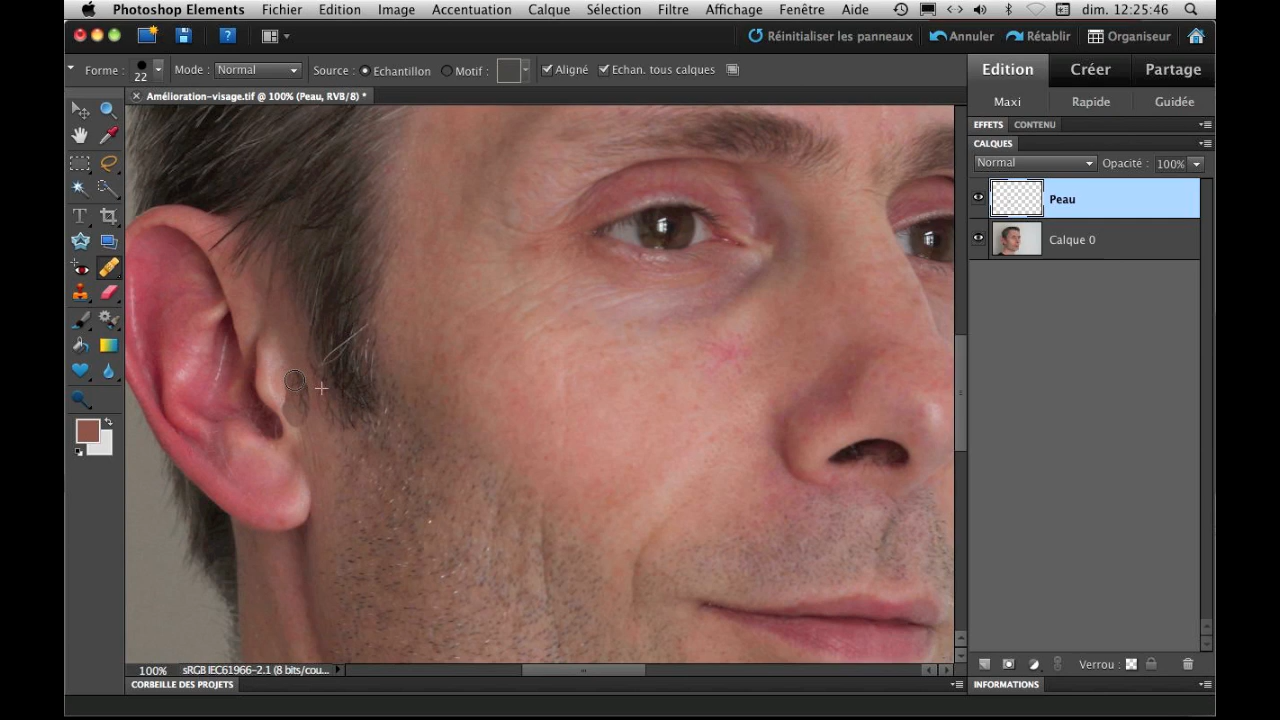 Photoshop Elements Fichier Edition Image Accentuation Calque Sélection Filtre Affichage Fenêtre Aide dim. 12:25:46
Réinitialiser les panneaux Annuler Rétablir Organiseur
Forme : 22 Mode : Normal Source : Echantillon Motif : Aligné Echan. tous calques
Edition Créer Partage
Amélioration-visage.tif @ 100% (Peau, RVB/8) *
Maxi Rapide Guidée
EFFETS CONTENU
CALQUES
Normal Opacité : 100%
Peau
Calque 0
T
Verrou :
100% sRGB IEC61966-2.1 (8 bits/cou...
CORBEILLE DES PROJETS
INFORMATIONS